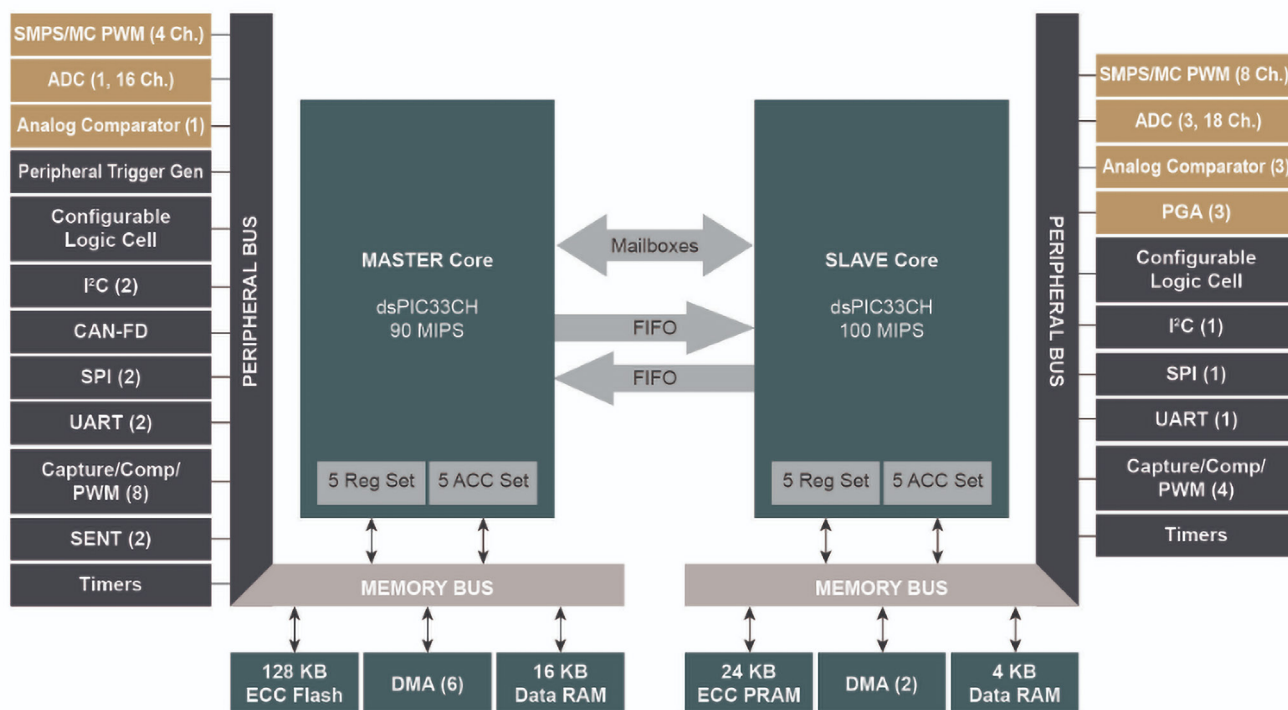 SMPS/MC PWM (4 Ch.)
ADC (1, 16 Ch.)
Analog Comparator (1)
Peripheral Trigger Gen
Configurable
Logic Cell
I²C (2)
CAN-FD
SPI (2)
UART (2)
Capture/Comp/
PWM (8)
SENT (2)
Timers
PERIPHERAL BUS
MASTER Core
dsPIC33CH
90 MIPS
5 Reg Set
5 ACC Set
Mailboxes
FIFO
FIFO
SLAVE Core
dsPIC33CH
100 MIPS
5 Reg Set
5 ACC Set
PERIPHERAL BUS
SMPS/MC PWM (8 Ch.)
ADC (3, 18 Ch.)
Analog Comparator (3)
PGA (3)
Configurable
Logic Cell
I²C (1)
SPI (1)
UART (1)
Capture/Comp/
PWM (4)
Timers
MEMORY BUS
MEMORY BUS
128 KB
ECC Flash
DMA (6)
16 KB
Data RAM
24 KB
ECC PRAM
DMA (2)
4 KB
Data RAM